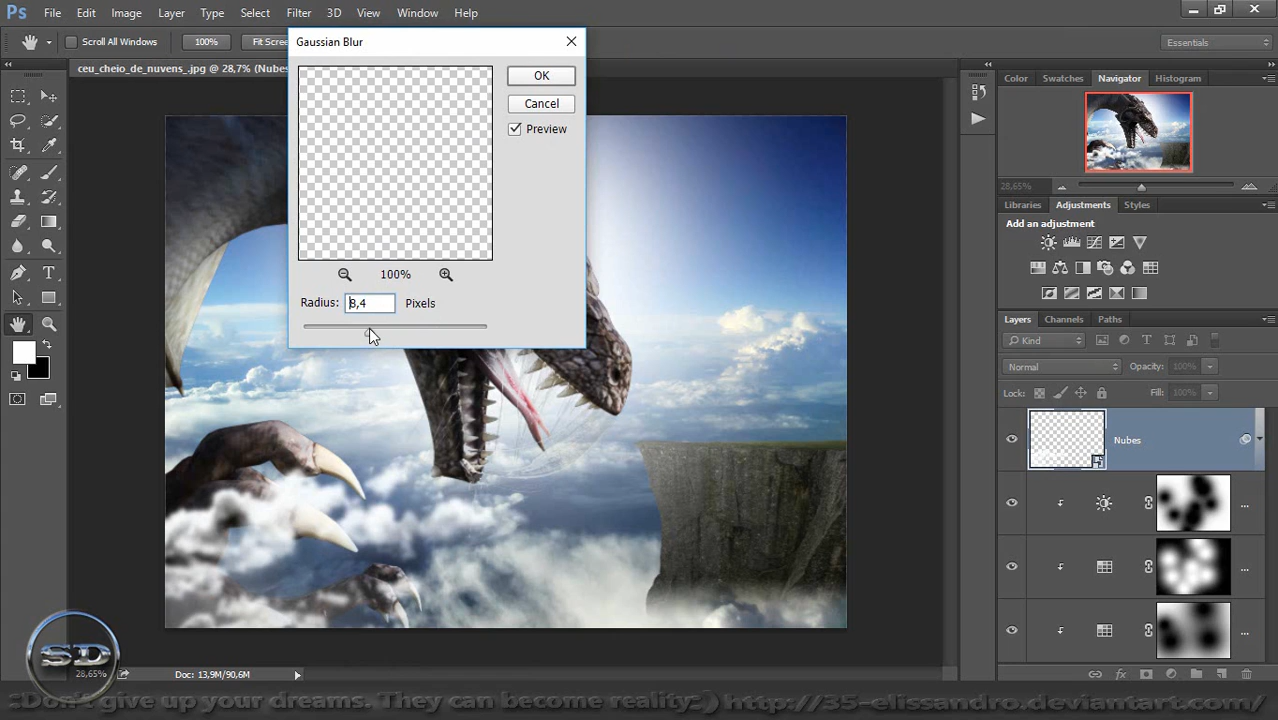 Ps File Edit Image Layer Type Select Filter 3D View Window Help
Scroll All Windows 100% Fit Scree
Essentials
Gaussian Blur
OK
Cancel
Preview
100%
Radius: 8,4 Pixels
ceu_cheio_de_nuvens_.jpg @ 28,7% (Nubes
Color Swatches Navigator Histogram
28,65%
Libraries Adjustments Styles
Add an adjustment
Layers Channels Paths
Kind
Normal Opacity: 100%
Lock: Fill: 100%
Nubes
...
...
...
SD
28,65% Doc: 13,9M/90,6M
:Don't give up your dreams. They can become reality;) http://35-elissandro.deviantart.com/